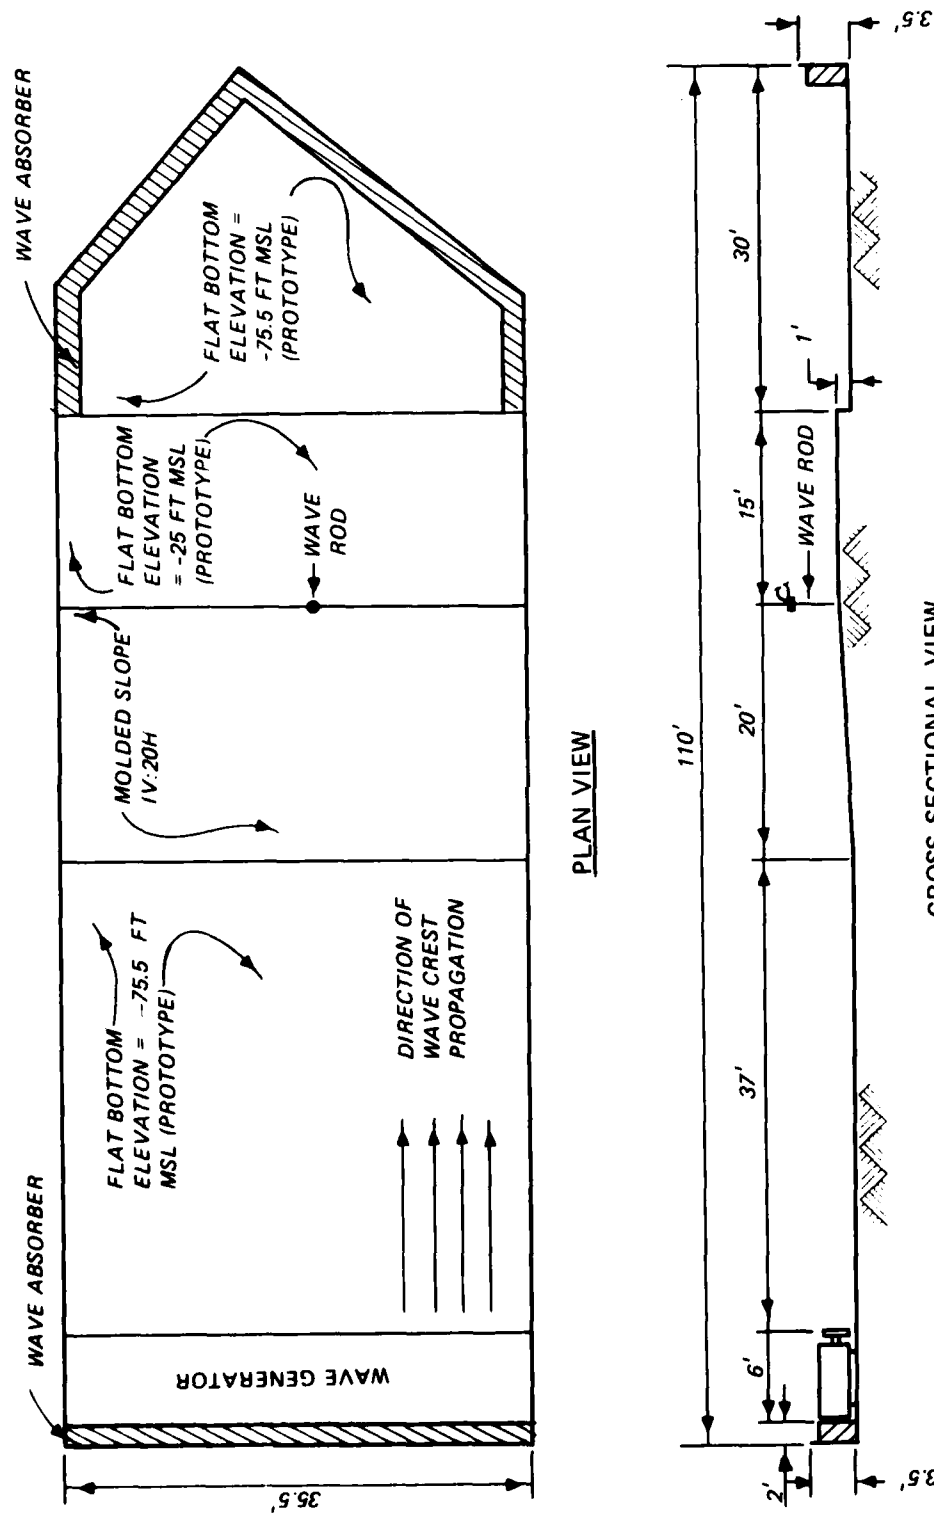 WAVE ABSORBER
WAVE ABSORBER
FLAT BOTTOM
ELEVATION = -75.5 FT
MSL (PROTOTYPE)
MOLDED SLOPE
IV:20H
FLAT BOTTOM
ELEVATION
= -25 FT MSL
(PROTOTYPE)
FLAT BOTTOM
ELEVATION =
-75.5 FT MSL
(PROTOTYPE)
WAVE
ROD
DIRECTION OF
WAVE CREST
PROPAGATION
WAVE GENERATOR
35.5'
PLAN VIEW
110'
2'
6'
37'
20'
15'
30'
WAVE ROD
1'
3.5'
3.5'
CROSS SECTIONAL VIEW